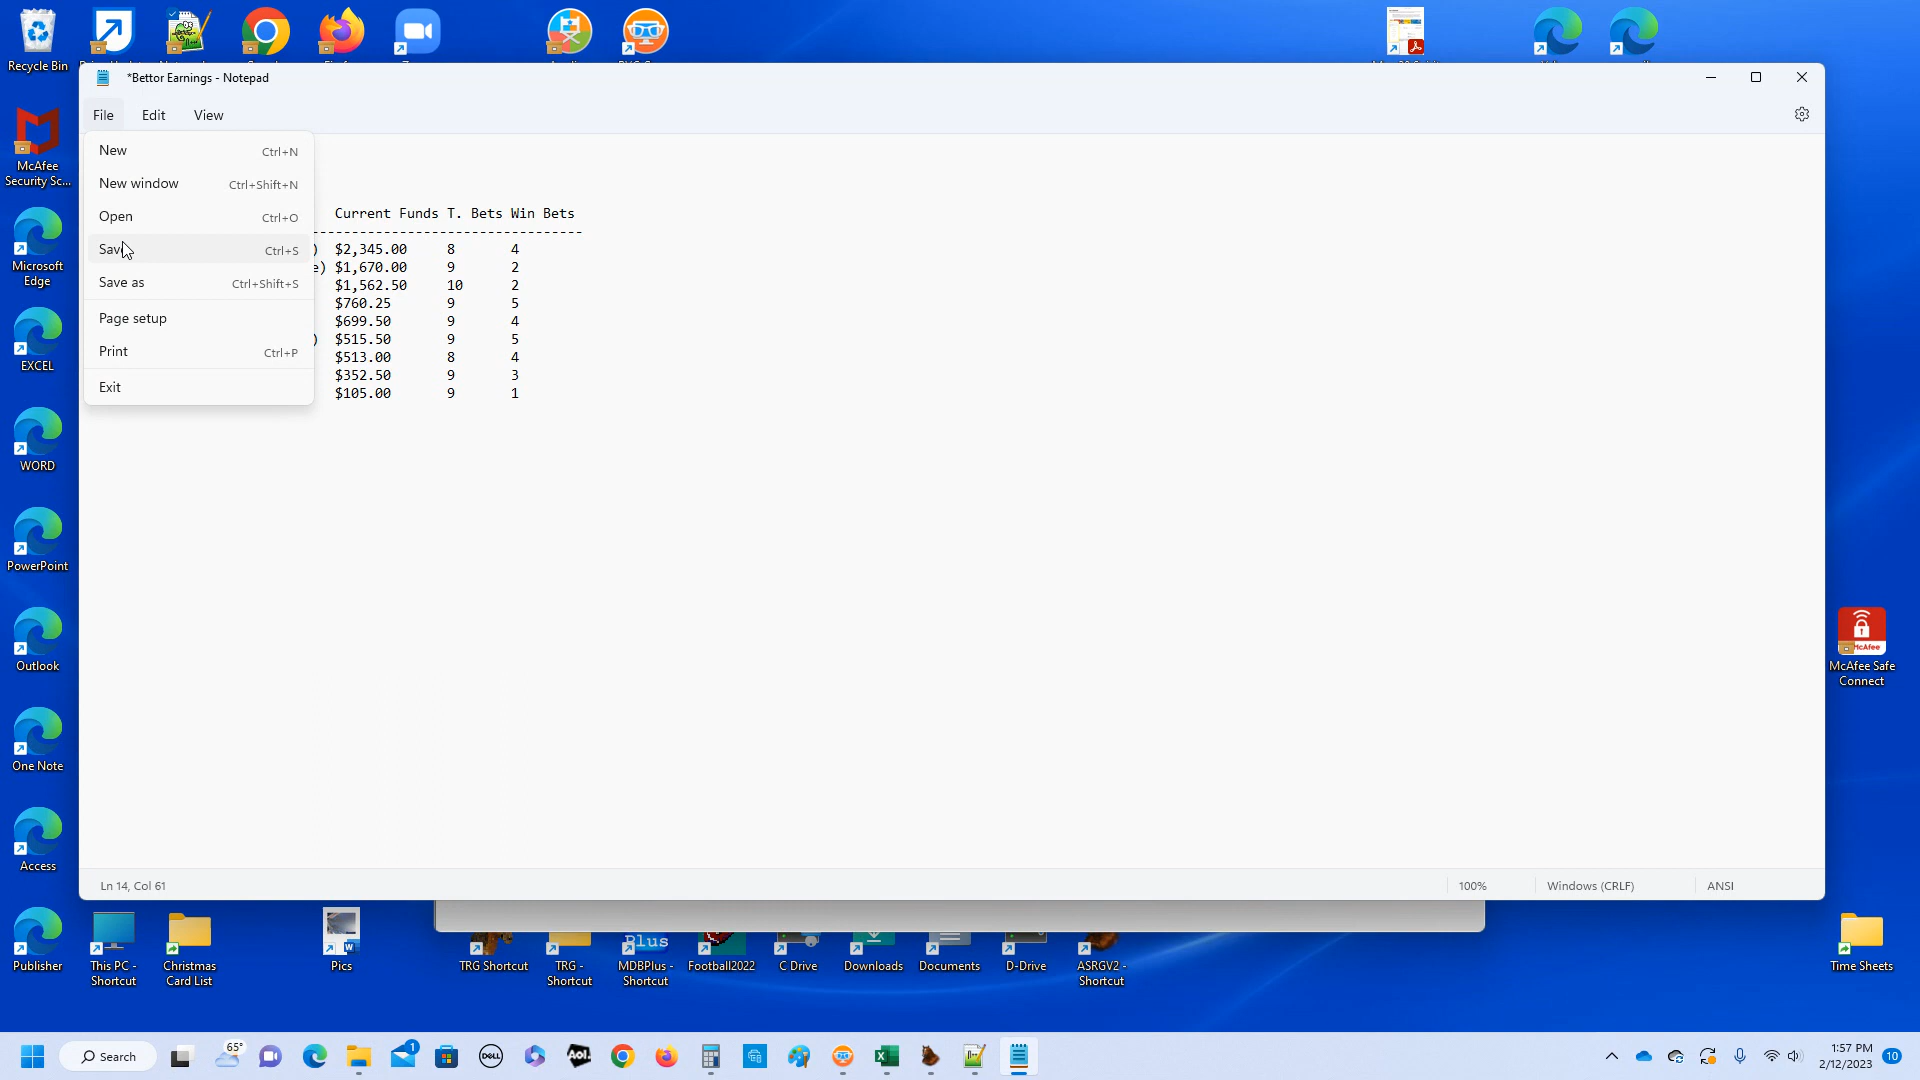 Recycle Bin
*Bettor Earnings - Notepad
File Edit View
New Ctrl+N
New window Ctrl+Shift+N
Open Ctrl+O
Save Ctrl+S
Save as Ctrl+Shift+S
Page setup
Print Ctrl+P
Exit
Current Funds T. Bets Win Bets
------------------------------
) $2,345.00 8 4
e) $1,670.00 9 2
$1,562.50 10 2
$760.25 9 5
$699.50 9 4
) $515.50 9 5
$513.00 8 4
$352.50 9 3
$105.00 9 1
Ln 14, Col 61 100% Windows (CRLF) ANSI
McAfee
Security Sc...
Microsoft
Edge
EXCEL
WORD
PowerPoint
Outlook
One Note
Access
Publisher
This PC -
Shortcut
Christmas
Card List
Pics
TRG Shortcut
TRG -
Shortcut
Plus
MDBPlus -
Shortcut
Football2022
C Drive
Downloads
Documents
D-Drive
ASRGV2 -
Shortcut
McAfee
McAfee Safe
Connect
Time Sheets
Search
65°
1
DELL
Aol.
1:57 PM
2/12/2023
10